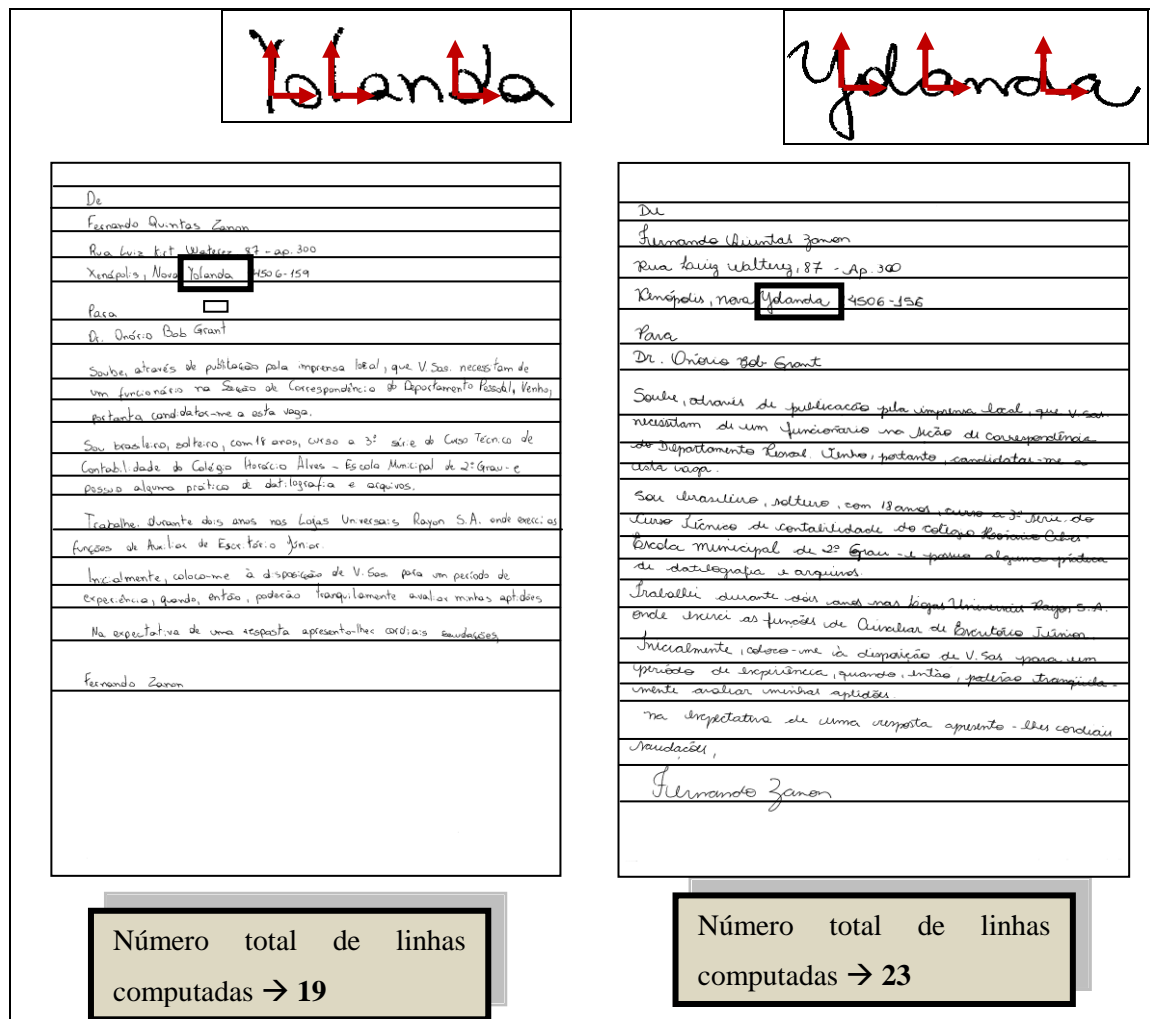 Yolanda
Yolanda
De
Fernando Quintas Zanon
Rua Luiz Kirt Waterez 87 - ap. 300
Xenópolis, Nova Yolanda 4506-159
Para
Dr. Onório Bob Grant
Soube, através de publicação pela imprensa local, que V.Sas. necessitam de
um funcionário na Seção de Correspondência do Departamento Pessoal, Venho,
portanto candidatar-me a esta vaga.
Sou brasileiro, solteiro, com 18 anos, curso a 3ª série do Curso Técnico de
Contabilidade do Colégio Horácio Alves - Escola Municipal de 2º Grau - e
possuo alguma prática de datilografia e arquivos.
Trabalhei durante dois anos nas Lojas Universais Rayon S.A. onde exerci as
funções de Auxiliar de Escritório Júnior.
Inicialmente, coloco-me à disposição de V.Sas para um período de
experiência, quando, então, poderão tranquilamente avaliar minhas aptidões
Na expectativa de uma resposta apresento-lhes cordiais saudações,
Fernando Zanon
Número total de linhas
computadas → 19
De
Fernando Quintas Zanon
Rua Luiz Walterez, 87 - Ap. 300
Xenópolis, nova Yolanda 4506-156
Para
Dr. Onório Bob Grant
Soube, através de publicação pela imprensa local, que V.Sas.
necessitam de um funcionário na seção de correspondência
do Departamento Pessoal. Venho, portanto, candidatar-me a
esta vaga.
Sou brasileiro, solteiro, com 18 anos, curso a 3ª série do
Curso Técnico de contabilidade do colégio Horácio
Escola Municipal de 2º Grau - e possuo alguma prática
de datilografia e arquivos.
Trabalhei durante dois anos nas Lojas Universais Rayon S.A.
onde exerci as funções de Auxiliar de Escritório Júnior.
Inicialmente, coloco-me à disposição de V.Sas para um
período de experiência, quando, então, poderão tranquila-
mente avaliar minhas aptidões.
na expectativa de uma resposta apresento-lhes cordiais
saudações,
Fernando Zanon
Número total de linhas
computadas → 23